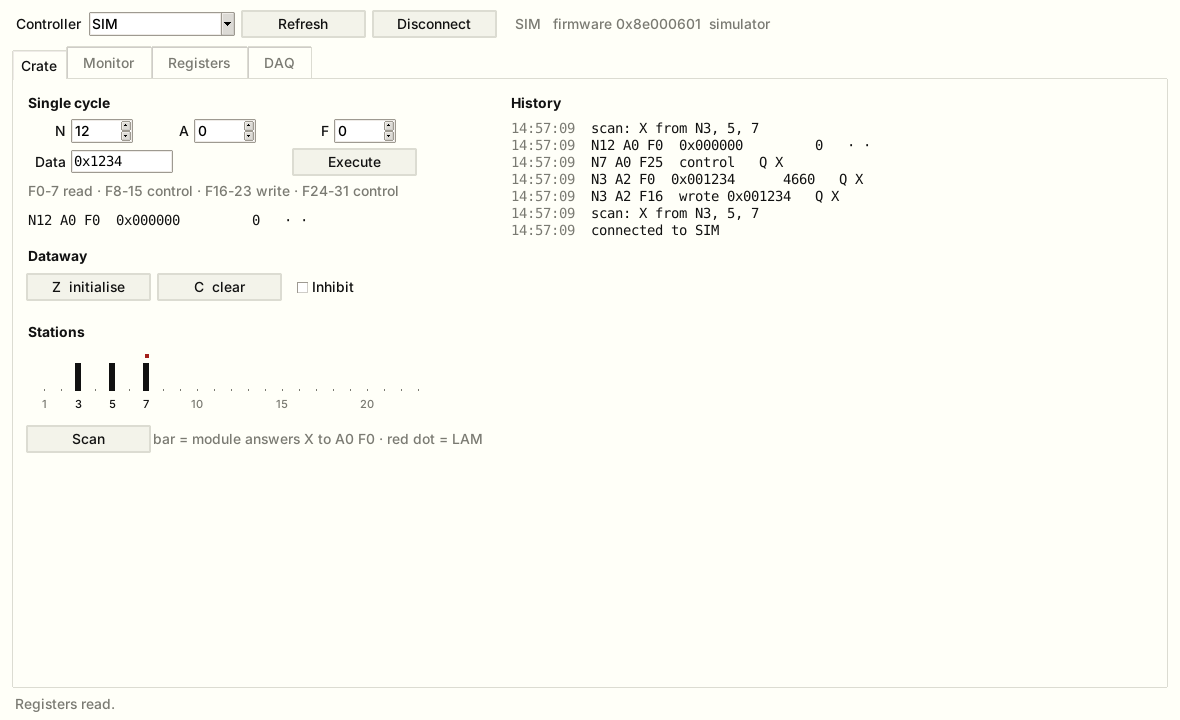 Controller SIM Refresh Disconnect SIM firmware 0x8e000601 simulator
Crate Monitor Registers DAQ
Single cycle
N 12 A 0 F 0
Data 0x1234 Execute
F0-7 read · F8-15 control · F16-23 write · F24-31 control
N12 A0 F0 0x000000 0 · ·
Dataway
Z initialise C clear Inhibit
Stations
1 3 5 7 10 15 20
Scan bar = module answers X to A0 F0 · red dot = LAM
History
14:57:09 scan: X from N3, 5, 7
14:57:09 N12 A0 F0 0x000000 0 · ·
14:57:09 N7 A0 F25 control Q X
14:57:09 N3 A2 F0 0x001234 4660 Q X
14:57:09 N3 A2 F16 wrote 0x001234 Q X
14:57:09 scan: X from N3, 5, 7
14:57:09 connected to SIM
Registers read.